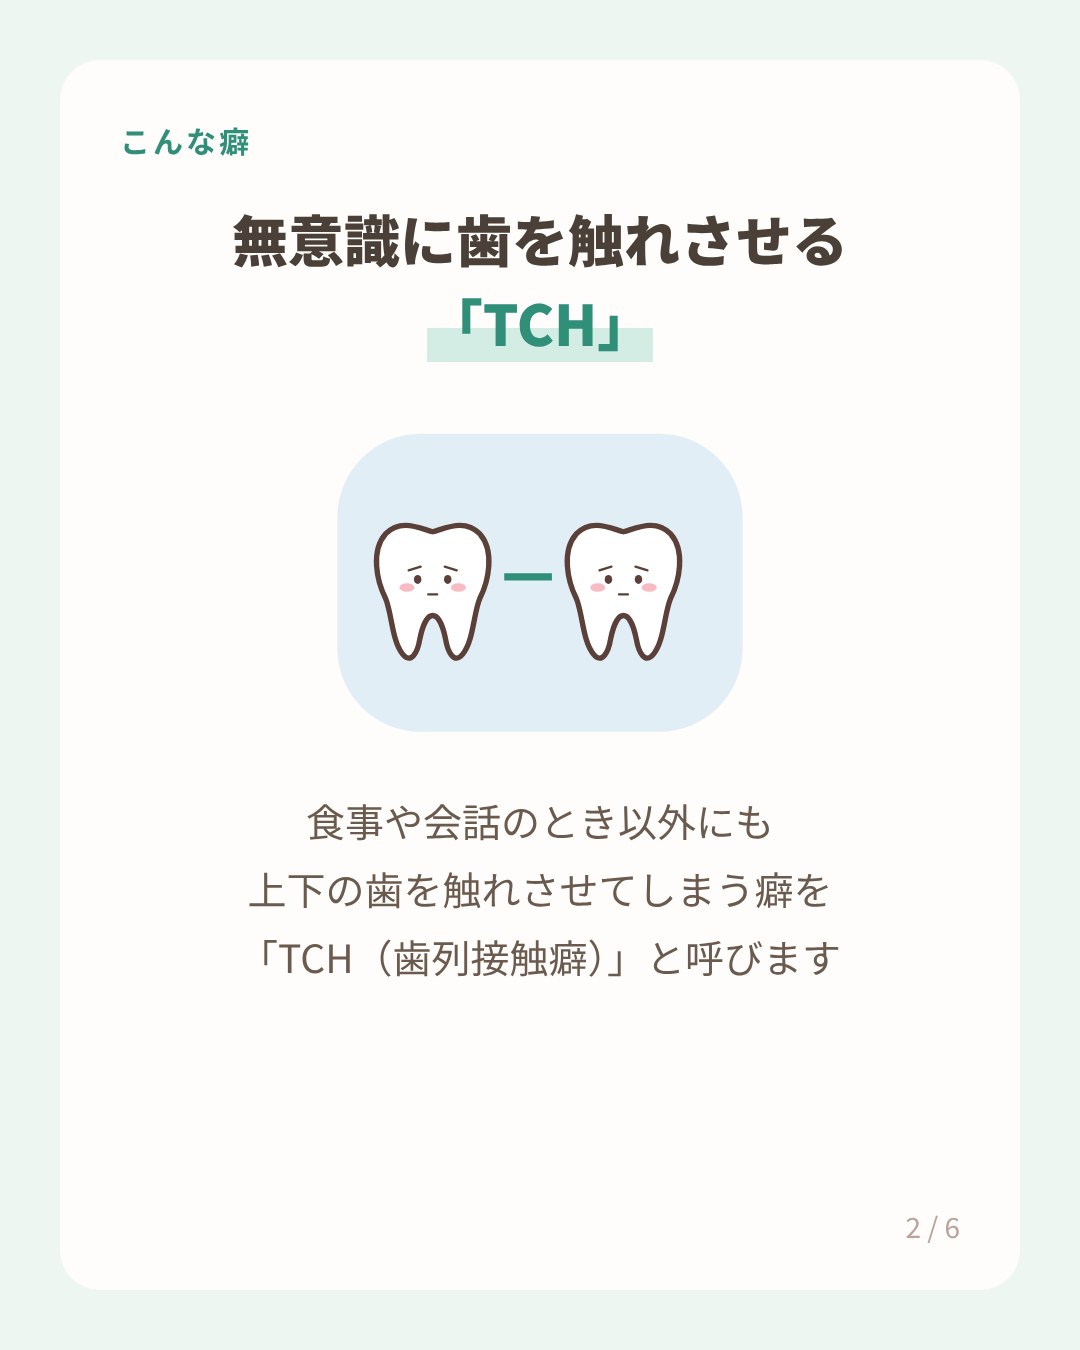 こんな癖
無意識に歯を触れさせる
「TCH」
食事や会話のとき以外にも
上下の歯を触れさせてしまう癖を
「TCH（歯列接触癖）」と呼びます
2 / 6